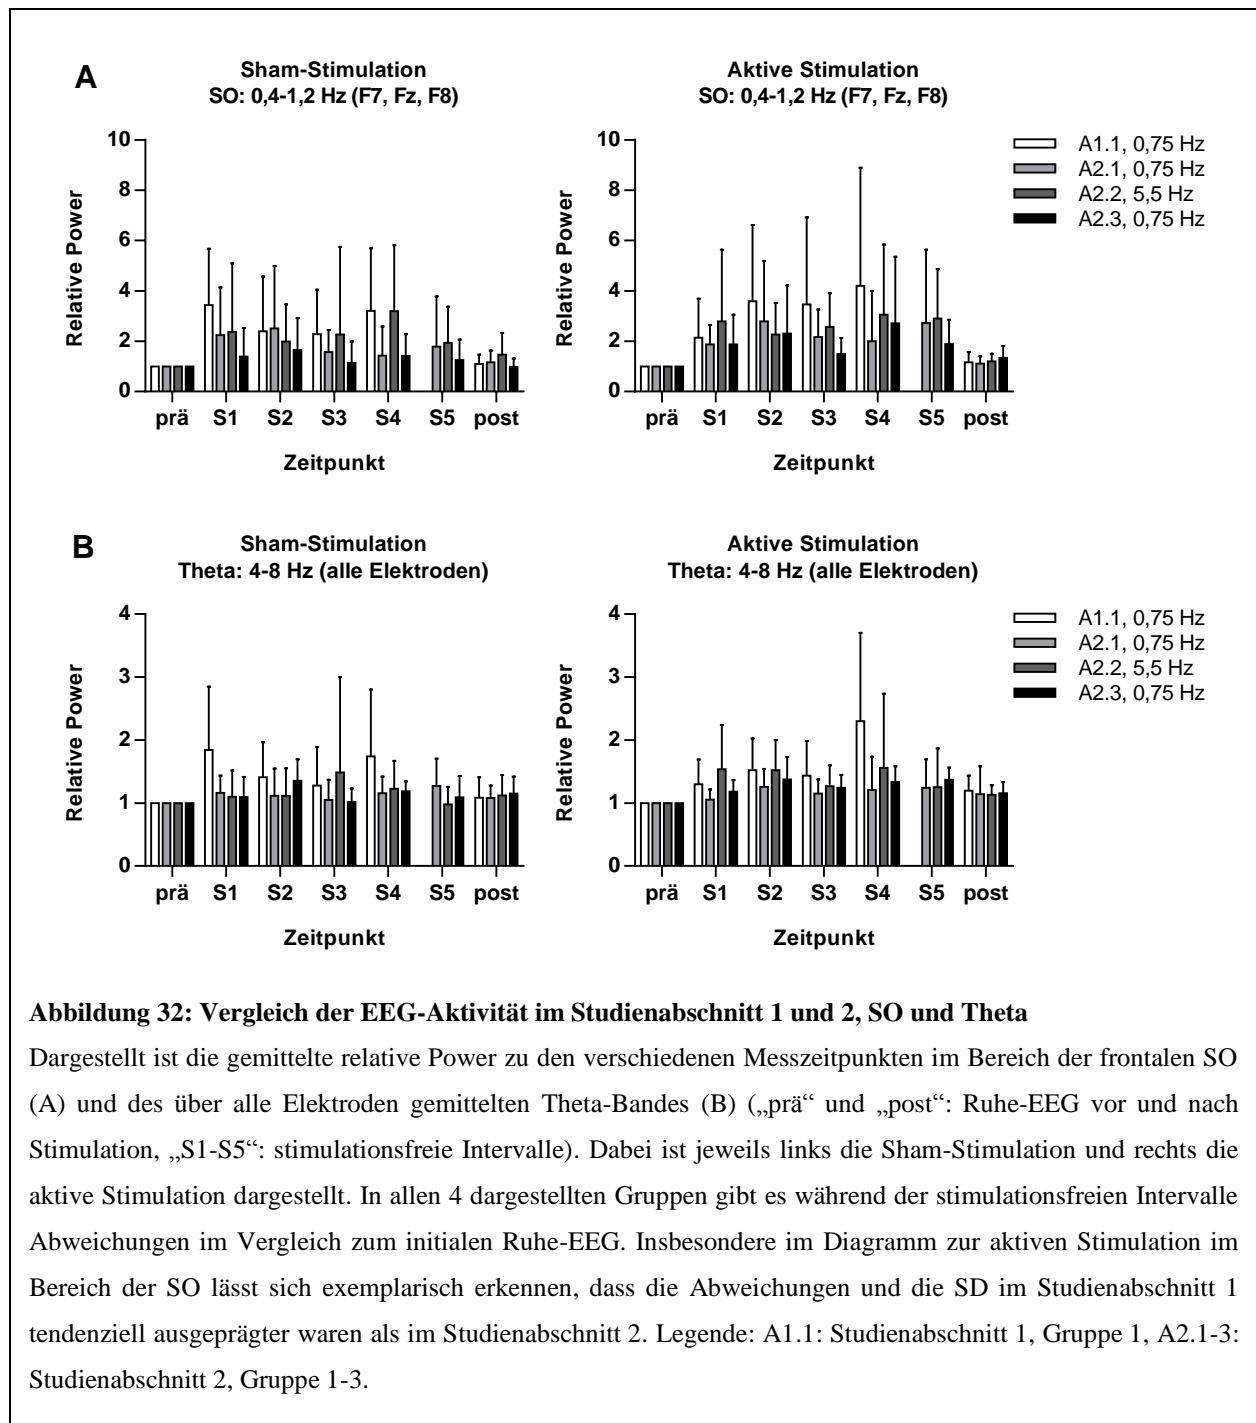 A
Sham-Stimulation
SO: 0,4-1,2 Hz (F7, Fz, F8)
Relative Power
10
8
6
4
2
0
prä S1 S2 S3 S4 S5 post
Zeitpunkt
Aktive Stimulation
SO: 0,4-1,2 Hz (F7, Fz, F8)
Relative Power
10
8
6
4
2
0
prä S1 S2 S3 S4 S5 post
Zeitpunkt
A1.1, 0,75 Hz
A2.1, 0,75 Hz
A2.2, 5,5 Hz
A2.3, 0,75 Hz
B
Sham-Stimulation
Theta: 4-8 Hz (alle Elektroden)
Relative Power
4
3
2
1
0
prä S1 S2 S3 S4 S5 post
Zeitpunkt
Aktive Stimulation
Theta: 4-8 Hz (alle Elektroden)
Relative Power
4
3
2
1
0
prä S1 S2 S3 S4 S5 post
Zeitpunkt
A1.1, 0,75 Hz
A2.1, 0,75 Hz
A2.2, 5,5 Hz
A2.3, 0,75 Hz
Abbildung 32: Vergleich der EEG-Aktivität im Studienabschnitt 1 und 2, SO und Theta
Dargestellt ist die gemittelte relative Power zu den verschiedenen Messzeitpunkten im Bereich der frontalen SO
(A) und des über alle Elektroden gemittelten Theta-Bandes (B) („prä“ und „post“: Ruhe-EEG vor und nach
Stimulation, „S1-S5“: stimulationsfreie Intervalle). Dabei ist jeweils links die Sham-Stimulation und rechts die
aktive Stimulation dargestellt. In allen 4 dargestellten Gruppen gibt es während der stimulationsfreien Intervalle
Abweichungen im Vergleich zum initialen Ruhe-EEG. Insbesondere im Diagramm zur aktiven Stimulation im
Bereich der SO lässt sich exemplarisch erkennen, dass die Abweichungen und die SD im Studienabschnitt 1
tendenziell ausgeprägter waren als im Studienabschnitt 2. Legende: A1.1: Studienabschnitt 1, Gruppe 1, A2.1-3:
Studienabschnitt 2, Gruppe 1-3.